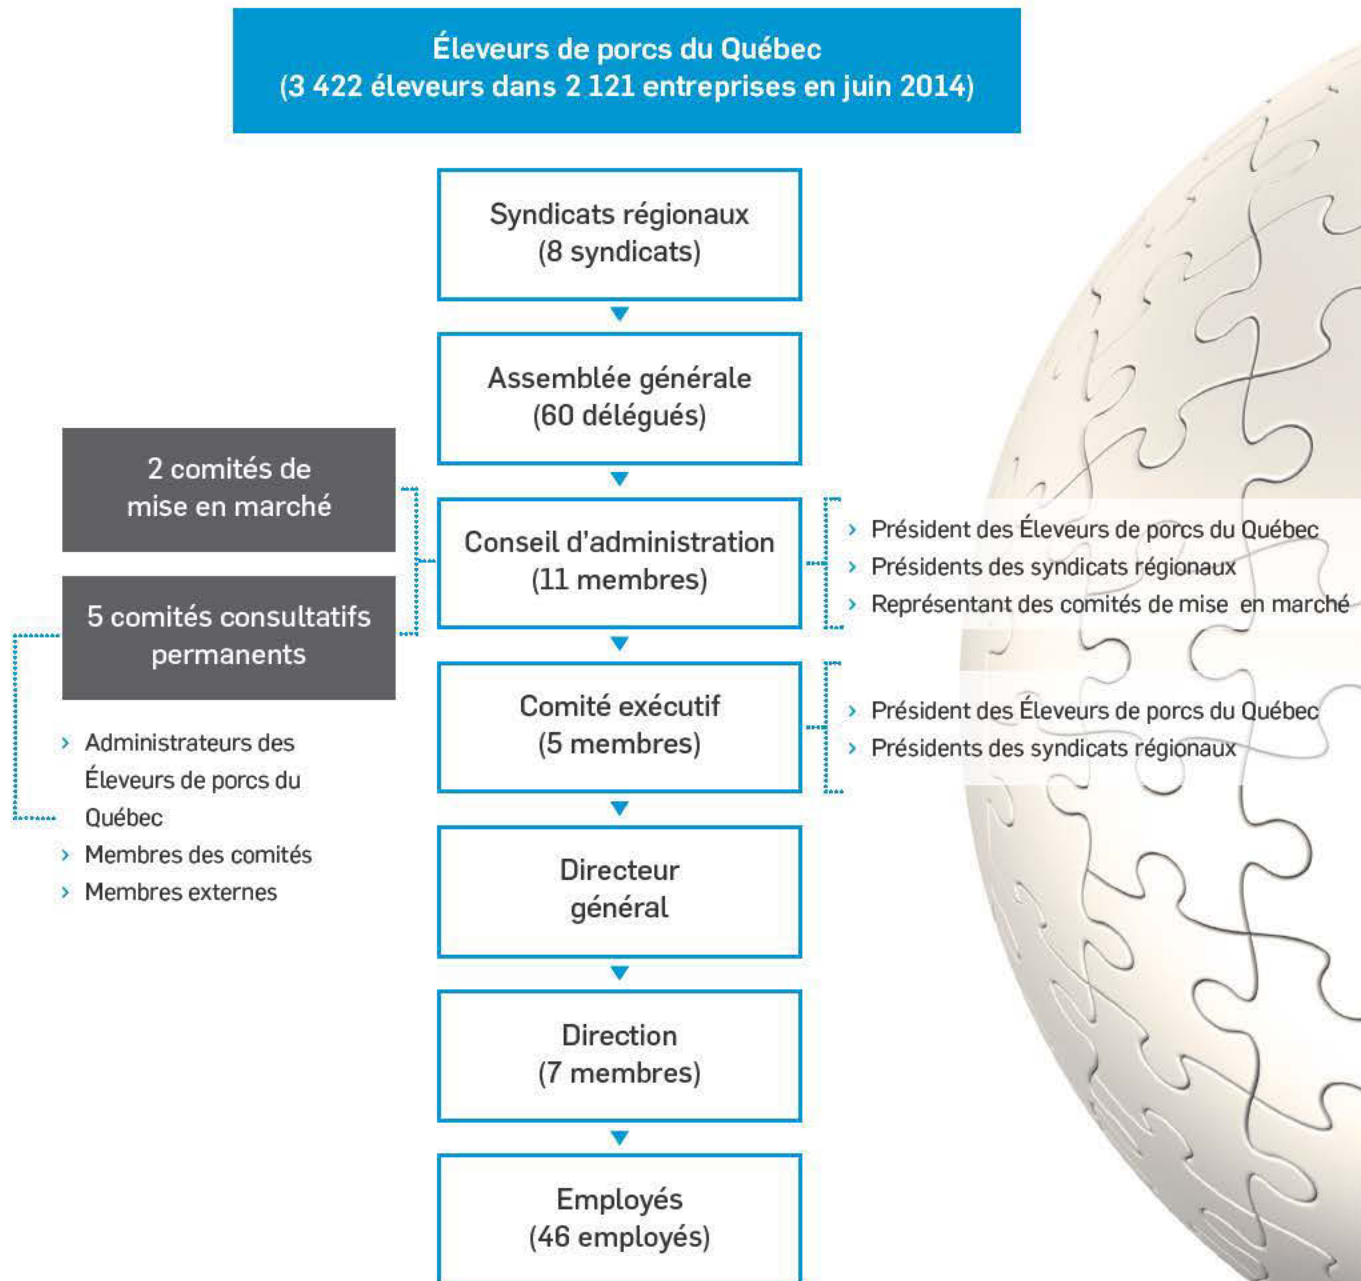 Éleveurs de porcs du Québec
(3 422 éleveurs dans 2 121 entreprises en juin 2014)
Syndicats régionaux
(8 syndicats)
Assemblée générale
(60 délégués)
2 comités de
mise en marché
5 comités consultatifs
permanents
› Administrateurs des
Éleveurs de porcs du
Québec
› Membres des comités
› Membres externes
Conseil d'administration
(11 membres)
› Président des Éleveurs de porcs du Québec
› Présidents des syndicats régionaux
› Représentant des comités de mise en marché
Comité exécutif
(5 membres)
› Président des Éleveurs de porcs du Québec
› Présidents des syndicats régionaux
Directeur
général
Direction
(7 membres)
Employés
(46 employés)